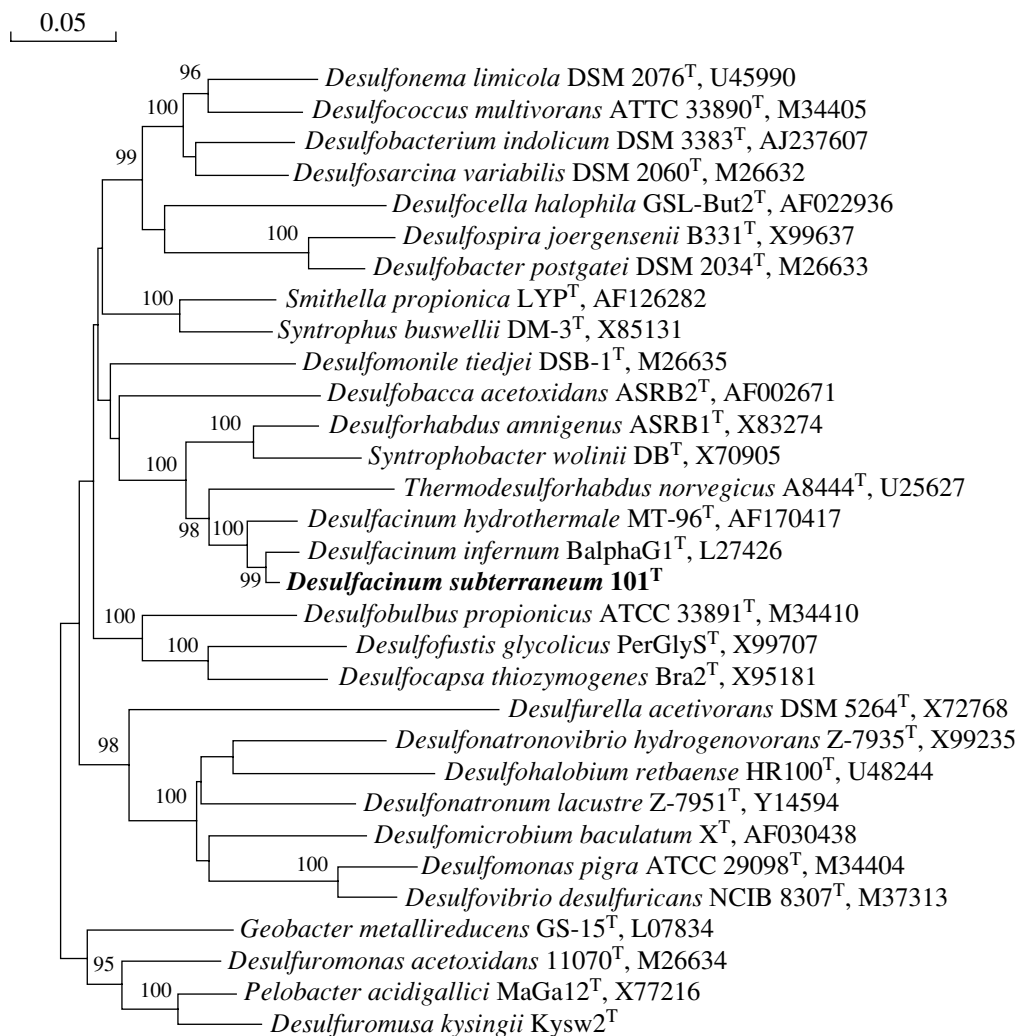 0.05
96
Desulfonema limicola DSM 2076T, U45990
100
Desulfococcus multivorans ATTC 33890T, M34405
Desulfobacterium indolicum DSM 3383T, AJ237607
99
Desulfosarcina variabilis DSM 2060T, M26632
Desulfocella halophila GSL-But2T, AF022936
100
Desulfospira joergensenii B331T, X99637
Desulfobacter postgatei DSM 2034T, M26633
100
Smithella propionica LYPT, AF126282
Syntrophus buswellii DM-3T, X85131
Desulfomonile tiedjei DSB-1T, M26635
Desulfobacca acetoxidans ASRB2T, AF002671
100
Desulforhabdus amnigenus ASRB1T, X83274
100
Syntrophobacter wolinii DBT, X70905
Thermodesulforhabdus norvegicus A8444T, U25627
98
100
Desulfacinum hydrothermale MT-96T, AF170417
Desulfacinum infernum BalphaG1T, L27426
99
Desulfacinum subterraneum 101T
100
Desulfobulbus propionicus ATCC 33891T, M34410
100
Desulfofustis glycolicus PerGlyST, X99707
Desulfocapsa thiozymogenes Bra2T, X95181
Desulfurella acetivorans DSM 5264T, X72768
98
Desulfonatronovibrio hydrogenovorans Z-7935T, X99235
Desulfohalobium retbaense HR100T, U48244
100
Desulfonatronum lacustre Z-7951T, Y14594
Desulfomicrobium baculatum XT, AF030438
100
Desulfomonas pigra ATCC 29098T, M34404
Desulfovibrio desulfuricans NCIB 8307T, M37313
Geobacter metallireducens GS-15T, L07834
95
Desulfuromonas acetoxidans 11070T, M26634
100
Pelobacter acidigallici MaGa12T, X77216
Desulfuromusa kysingii Kysw2T